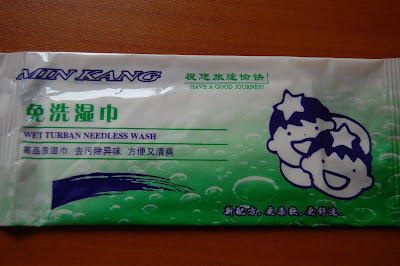 MIN KANG
祝您旅途愉快!
HAVE A GOOD JOURNEY!
免洗湿巾
WET TURBAN NEEDLESS WASH
高品质湿巾 去污除异味 方便又清爽
新配方，更柔软，更舒适。